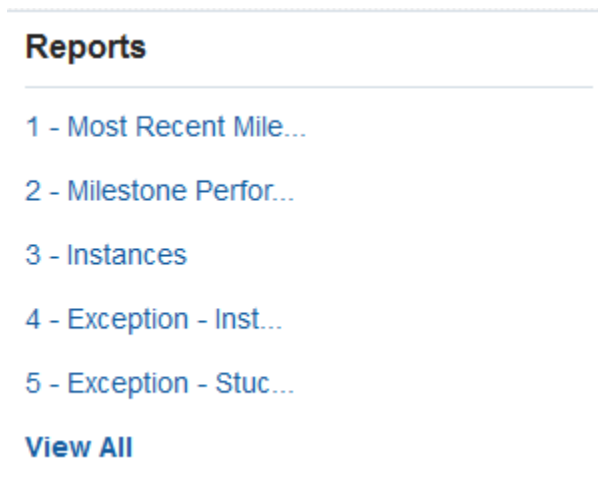 Reports
1 - Most Recent Mile...
2 - Milestone Perfor...
3 - Instances
4 - Exception - Inst...
5 - Exception - Stuc...
View All